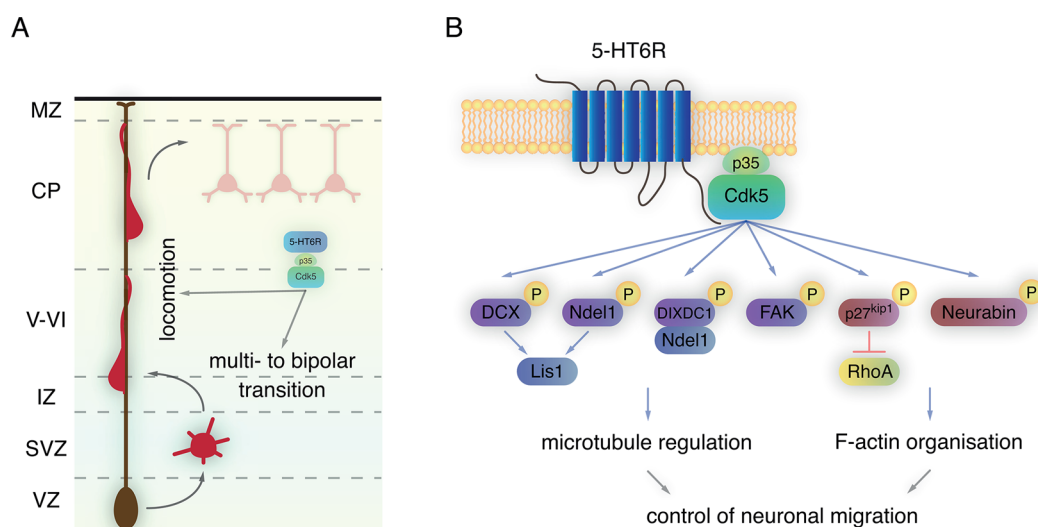 A
MZ
CP
V-VI
IZ
SVZ
VZ
locomotion
5-HT6R
p35
Cdk5
multi- to bipolar
transition
B
5-HT6R
p35
Cdk5
P
P
P
P
P
P
DCX
Ndel1
DIXDC1
FAK
p27kip1
Neurabin
Ndel1
Lis1
RhoA
microtubule regulation
F-actin organisation
control of neuronal migration